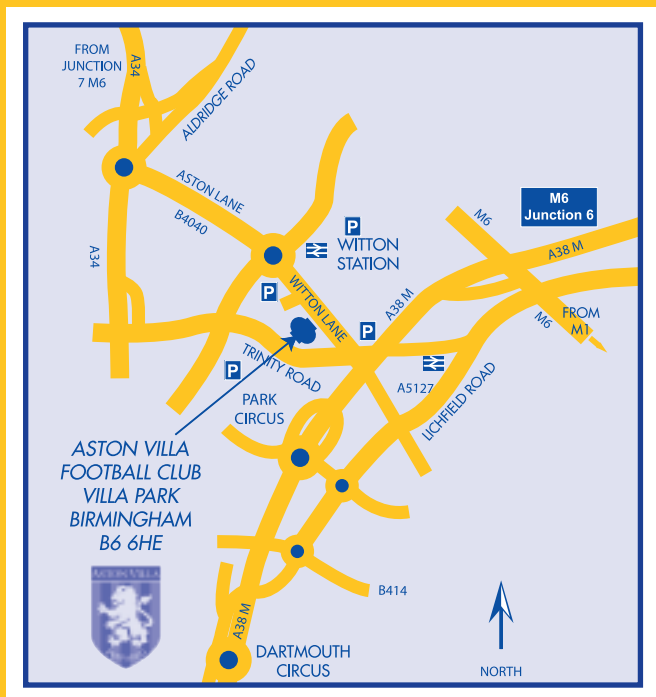 FROM
JUNCTION
7 M6
A34
ALDRIDGE ROAD
ASTON LANE
B4040
A34
P
WITTON
STATION
M6
Junction 6
M6
A38 M
M6
FROM
M1
P
WITTON LANE
A38 M
P
TRINITY ROAD
P
A5127
LICHFIELD ROAD
PARK
CIRCUS
ASTON VILLA
FOOTBALL CLUB
VILLA PARK
BIRMINGHAM
B6 6HE
ASTON VILLA
B414
A38 M
DARTMOUTH
CIRCUS
NORTH